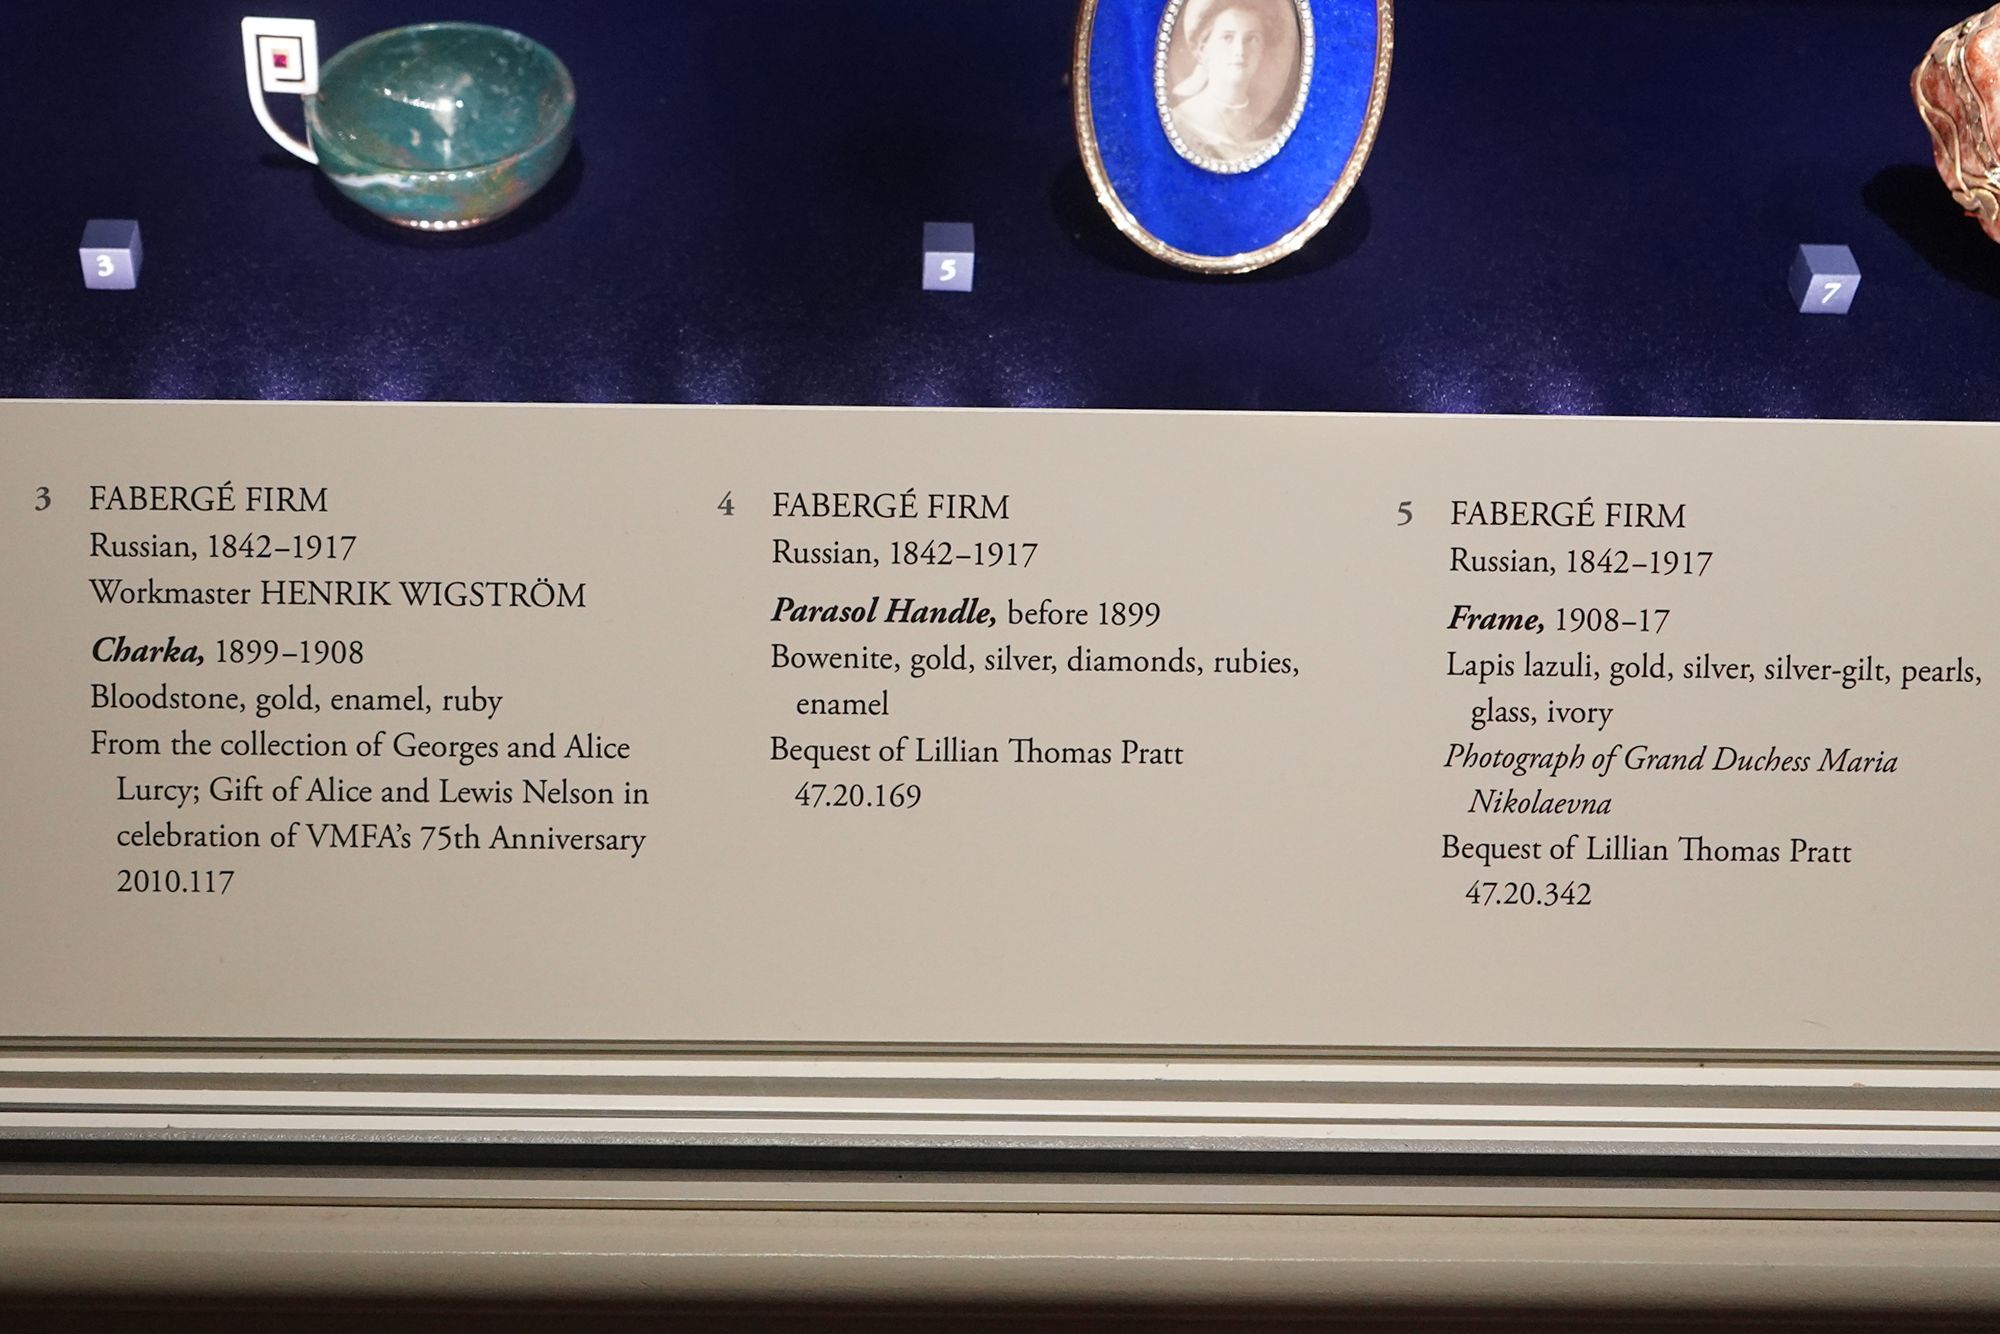 3
5
7
3 FABERGÉ FIRM
Russian, 1842–1917
Workmaster HENRIK WIGSTRÖM
Charka, 1899–1908
Bloodstone, gold, enamel, ruby
From the collection of Georges and Alice
Lurcy; Gift of Alice and Lewis Nelson in
celebration of VMFA’s 75th Anniversary
2010.117
4 FABERGÉ FIRM
Russian, 1842–1917
Parasol Handle, before 1899
Bowenite, gold, silver, diamonds, rubies,
enamel
Bequest of Lillian Thomas Pratt
47.20.169
5 FABERGÉ FIRM
Russian, 1842–1917
Frame, 1908–17
Lapis lazuli, gold, silver, silver-gilt, pearls,
glass, ivory
Photograph of Grand Duchess Maria
Nikolaevna
Bequest of Lillian Thomas Pratt
47.20.342